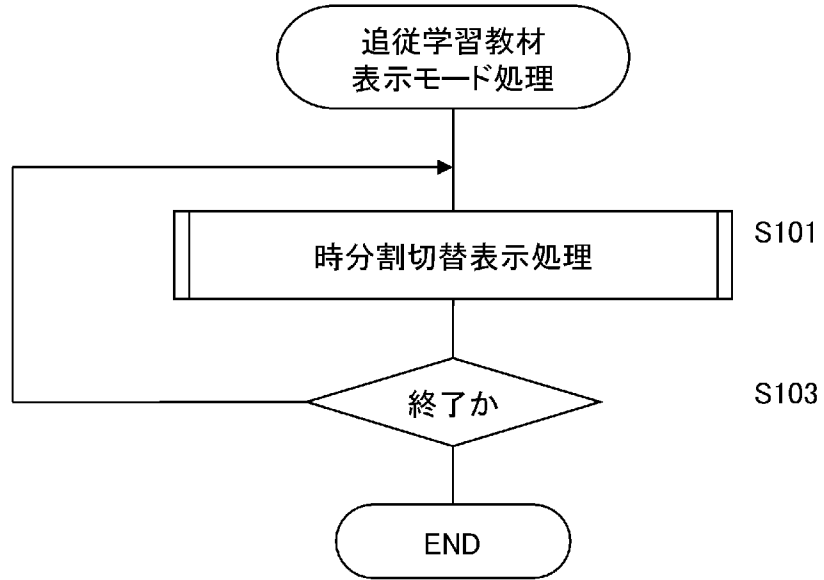 追従学習教材
表示モード処理
時分割切替表示処理
S101
終了か
S103
END